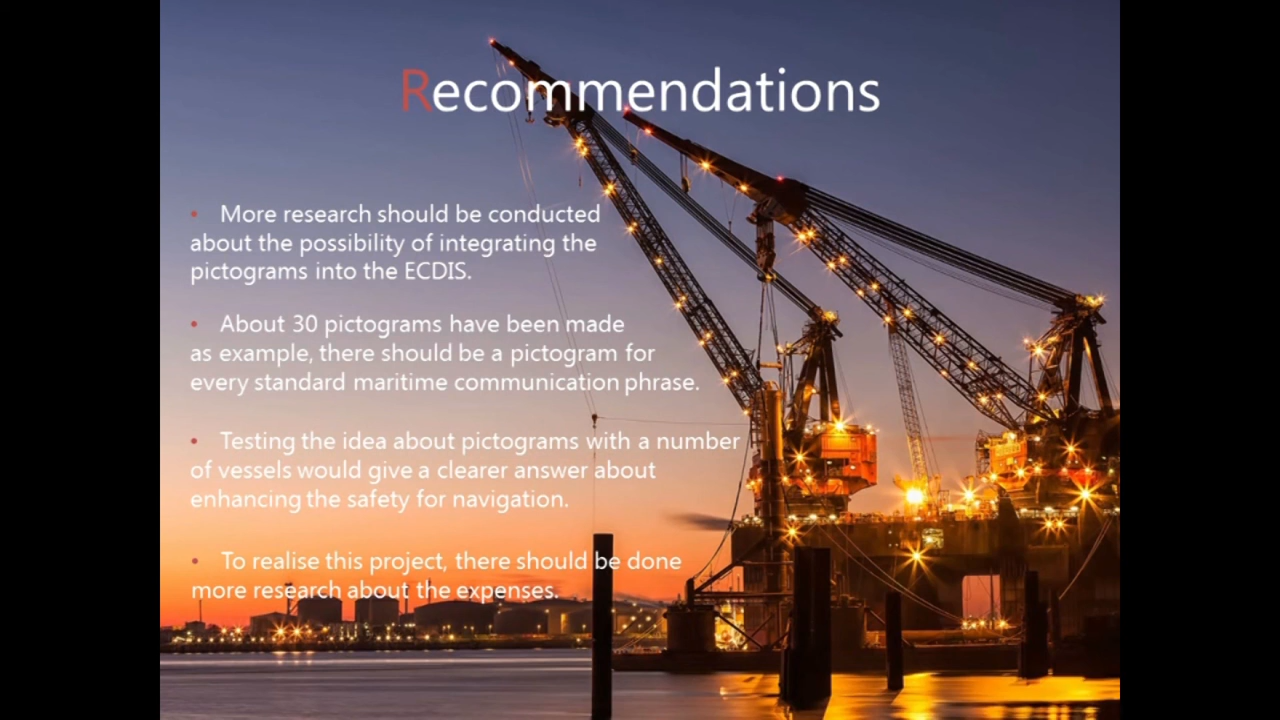 Recommendations
• More research should be conducted
about the possibility of integrating the
pictograms into the ECDIS.
• About 30 pictograms have been made
as example, there should be a pictogram for
every standard maritime communication phrase.
• Testing the idea about pictograms with a number
of vessels would give a clearer answer about
enhancing the safety for navigation.
• To realise this project, there should be done
more research about the expenses.